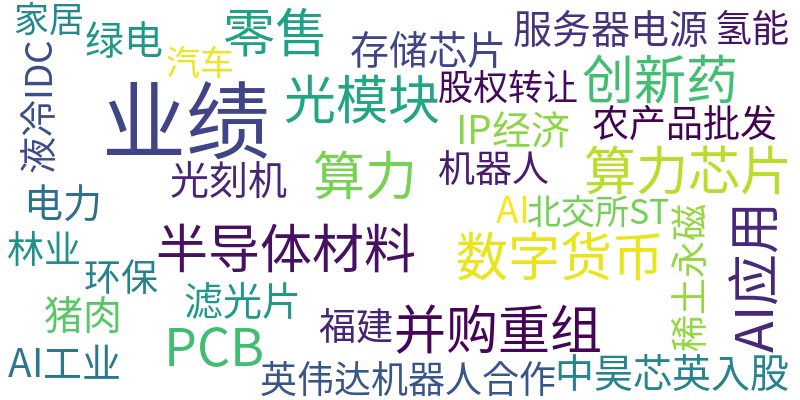 家居
绿电
零售
汽车
存储芯片
服务器电源
氢能
液冷IDC
业绩
光模块
股权转让
创新药
IP经济
农产品批发
光刻机
算力
机器人
算力芯片
电力
AI
北交所ST
林业
半导体材料
数字货币
稀土永磁
AI应用
环保
猪肉
滤光片
福建
并购重组
PCB
AI工业
英伟达机器人合作
中昊芯英入股